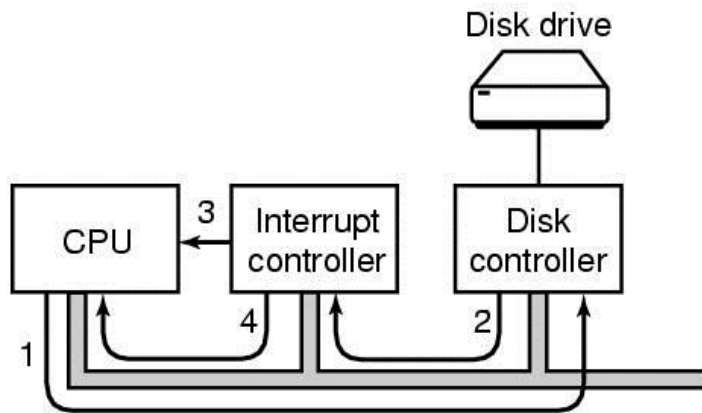 Disk drive
CPU
3
Interrupt
controller
Disk
controller
1
4
2